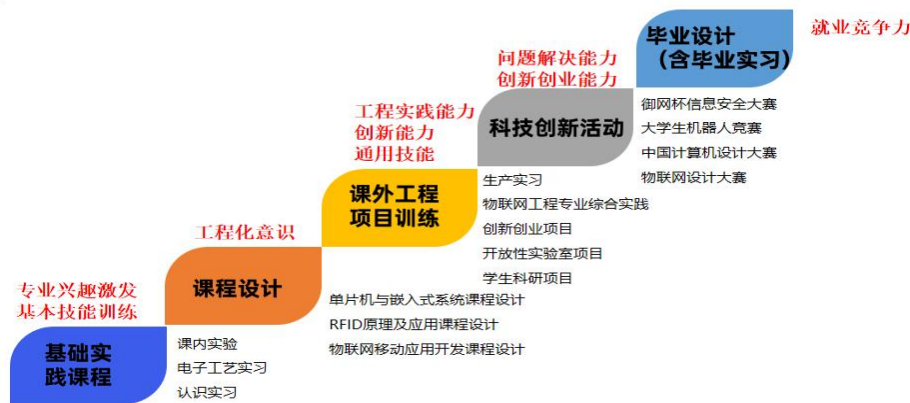 就业竞争力
毕业设计
（含毕业实习）
问题解决能力
创新创业能力
御网杯信息安全大赛
大学生机器人竞赛
中国计算机设计大赛
物联网设计大赛
科技创新活动
工程实践能力
创新能力
通用技能
生产实习
物联网工程专业综合实践
创新创业项目
开放性实验室项目
学生科研项目
课外工程
项目训练
工程化意识
单片机与嵌入式系统课程设计
RFID原理及应用课程设计
物联网移动应用开发课程设计
课程设计
专业兴趣激发
基本技能训练
课内实验
电子工艺实习
认识实习
基础实
践课程